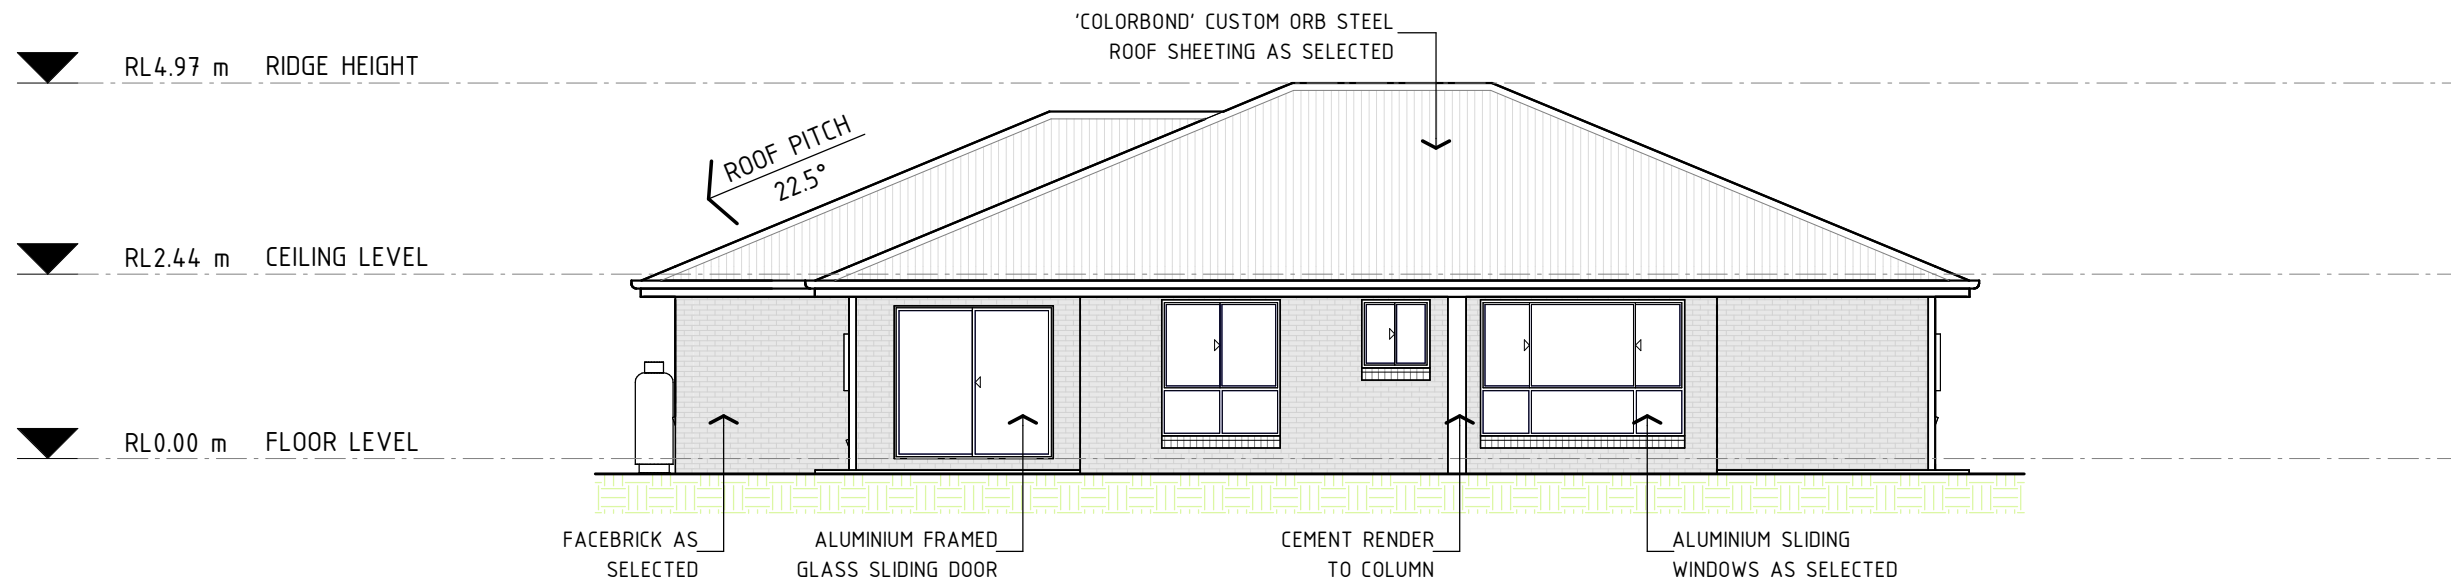 'COLORBOND' CUSTOM ORB STEEL
ROOF SHEETING AS SELECTED
RL4.97 m RIDGE HEIGHT
ROOF PITCH
22.5°
RL2.44 m CEILING LEVEL
RL0.00 m FLOOR LEVEL
FACEBRICK AS
SELECTED
ALUMINIUM FRAMED
GLASS SLIDING DOOR
CEMENT RENDER
TO COLUMN
ALUMINIUM SLIDING
WINDOWS AS SELECTED